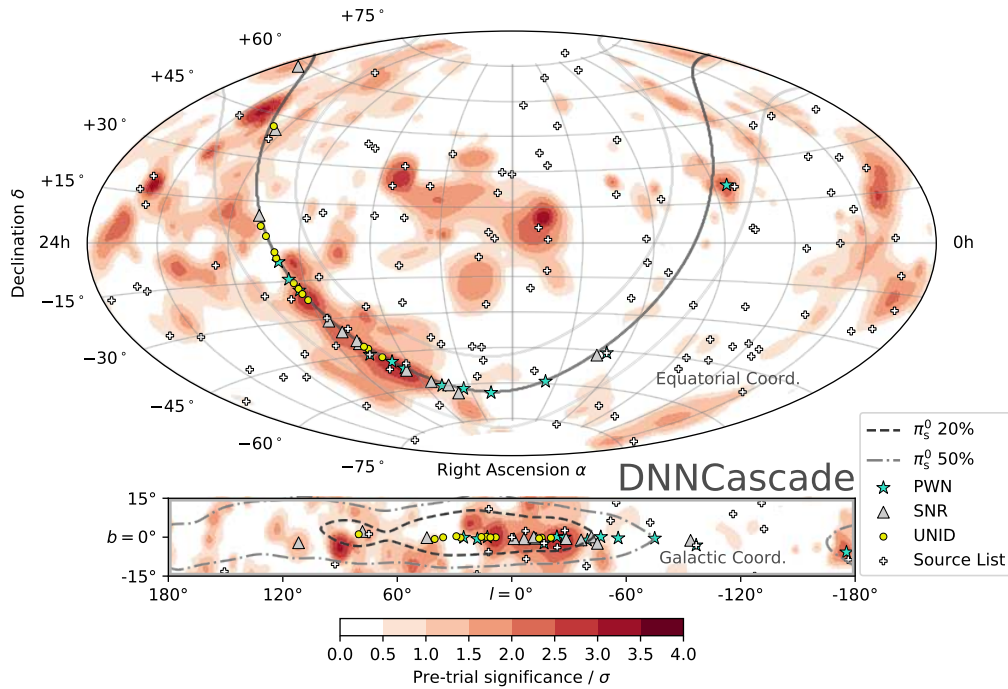 +75°
+60°
+45°
+30°
+15°
24h
0h
−15°
−30°
−45°
−60°
−75°
Declination δ
Right Ascension α
Equatorial Coord.
DNNCascade
π⁰ₛ 20%
π⁰ₛ 50%
PWN
SNR
UNID
Source List
15°
b = 0°
-15°
Galactic Coord.
180 120 60 l = 0° -60 -120 -180
0.0 0.5 1.0 1.5 2.0 2.5 3.0 3.5 4.0
Pre-trial significance / σ